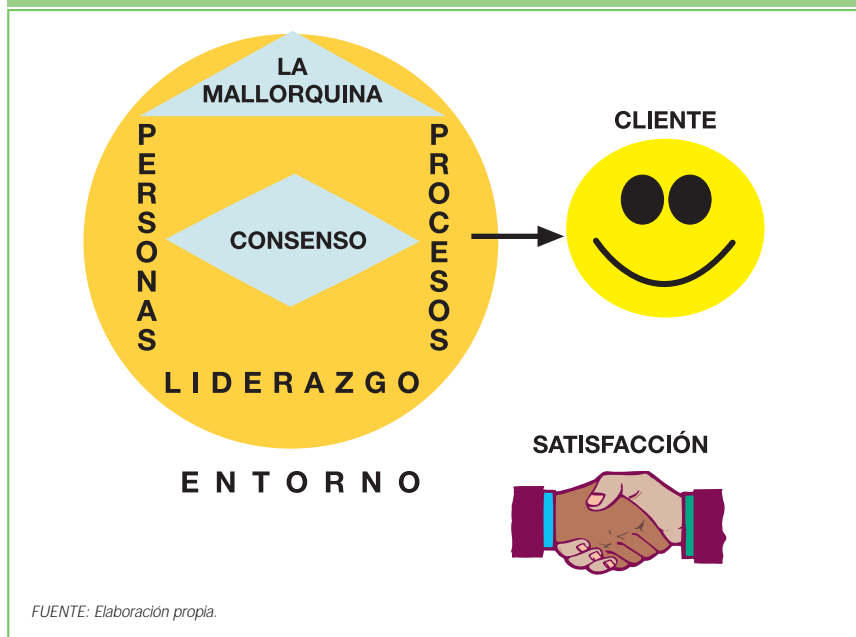 LA
MALLORQUINA
PERSONAS
PROCESOS
CONSENSO
LIDERAZGO
ENTORNO
CLIENTE
SATISFACCIÓN
FUENTE: Elaboración propia.